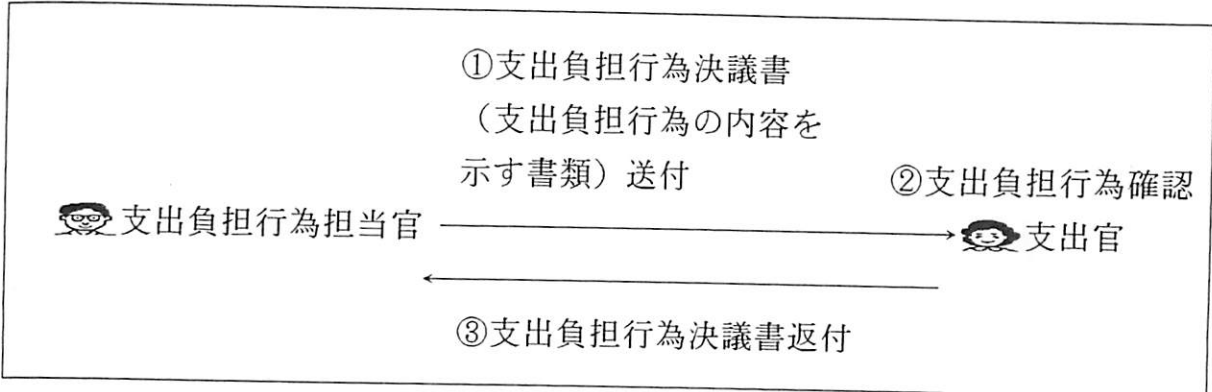 ①支出負担行為決議書
（支出負担行為の内容を
示す書類）送付
②支出負担行為確認
支出負担行為担当官
支出官
③支出負担行為決議書返付